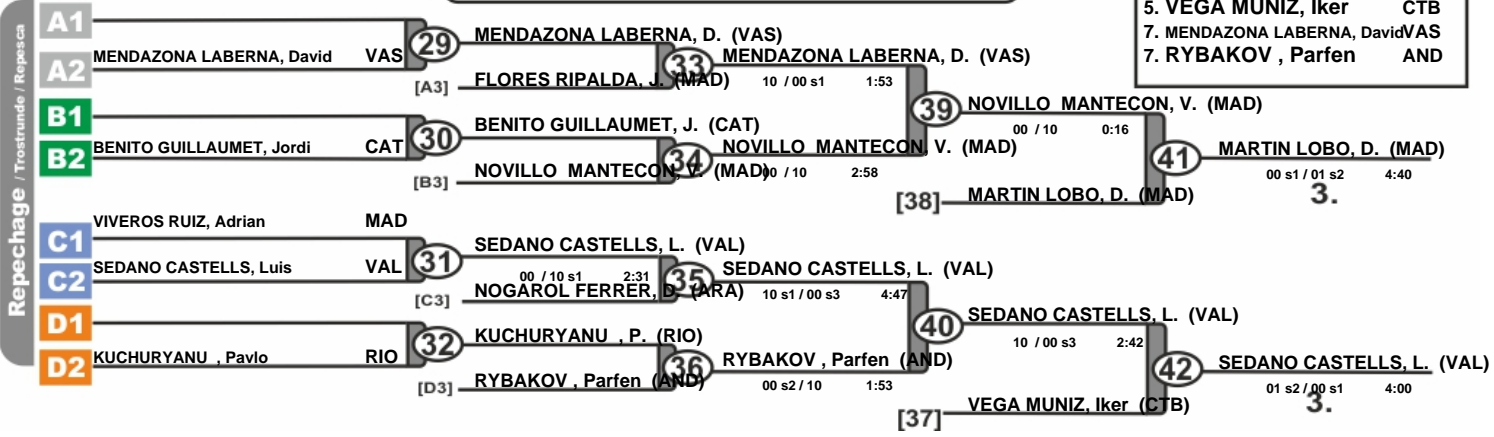 5. VEGA MUNIZ, Iker CTB
7. MENDAZONA LABERNA, David VAS
7. RYBAKOV , Parfen AND
Repechage / Trostrunde / Repesca
A1
A2 MENDAZONA LABERNA, David VAS
29
MENDAZONA LABERNA, D. (VAS)
[A3] FLORES RIPALDA, J. (MAD)
33
MENDAZONA LABERNA, D. (VAS)
10 / 00 s1 1:53
B1
B2 BENITO GUILLAUMET, Jordi CAT
30
BENITO GUILLAUMET, J. (CAT)
[B3] NOVILLO MANTECON, V. (MAD)
34
NOVILLO MANTECON, V. (MAD)
00 / 10 2:58
39
NOVILLO MANTECON, V. (MAD)
00 / 10 0:16
[38] MARTIN LOBO, D. (MAD)
41
MARTIN LOBO, D. (MAD)
00 s1 / 01 s2 4:40
3.
C1 VIVEROS RUIZ, Adrian MAD
C2 SEDANO CASTELLS, Luis VAL
31
SEDANO CASTELLS, L. (VAL)
00 / 10 s1 2:31
[C3] NOGAROL FERRER, D. (ARA)
35
SEDANO CASTELLS, L. (VAL)
10 s1 / 00 s3 4:47
D1
D2 KUCHURYANU , Pavlo RIO
32
KUCHURYANU , P. (RIO)
[D3] RYBAKOV , Parfen (AND)
36
RYBAKOV , Parfen (AND)
00 s2 / 10 1:53
40
SEDANO CASTELLS, L. (VAL)
10 / 00 s3 2:42
[37] VEGA MUNIZ, Iker (CTB)
42
SEDANO CASTELLS, L. (VAL)
01 s2 / 00 s1 4:00
3.